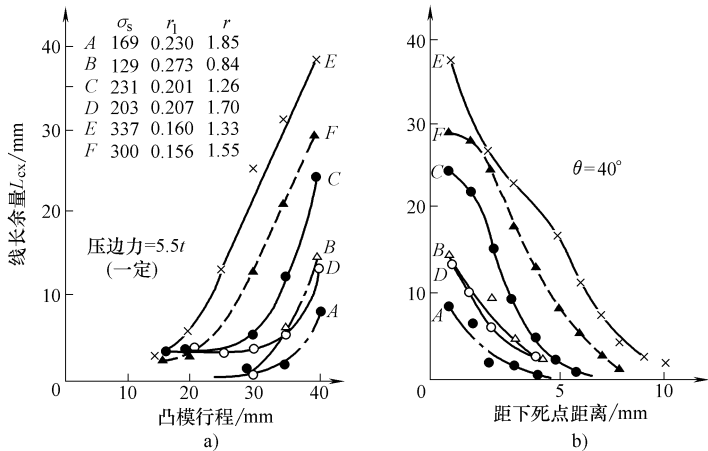 σs r1 r
A 169 0.230 1.85
B 129 0.273 0.84
C 231 0.201 1.26
D 203 0.207 1.70
E 337 0.160 1.33
F 300 0.156 1.55
压边力=5.5t
(一定)
线长余量Lcx/mm
40
30
20
10
0
10
20
30
40
E
F
C
B
D
A
凸模行程/mm
a)
θ=40°
40
30
20
10
0
5
10
E
F
C
B
D
A
距下死点距离/mm
b)